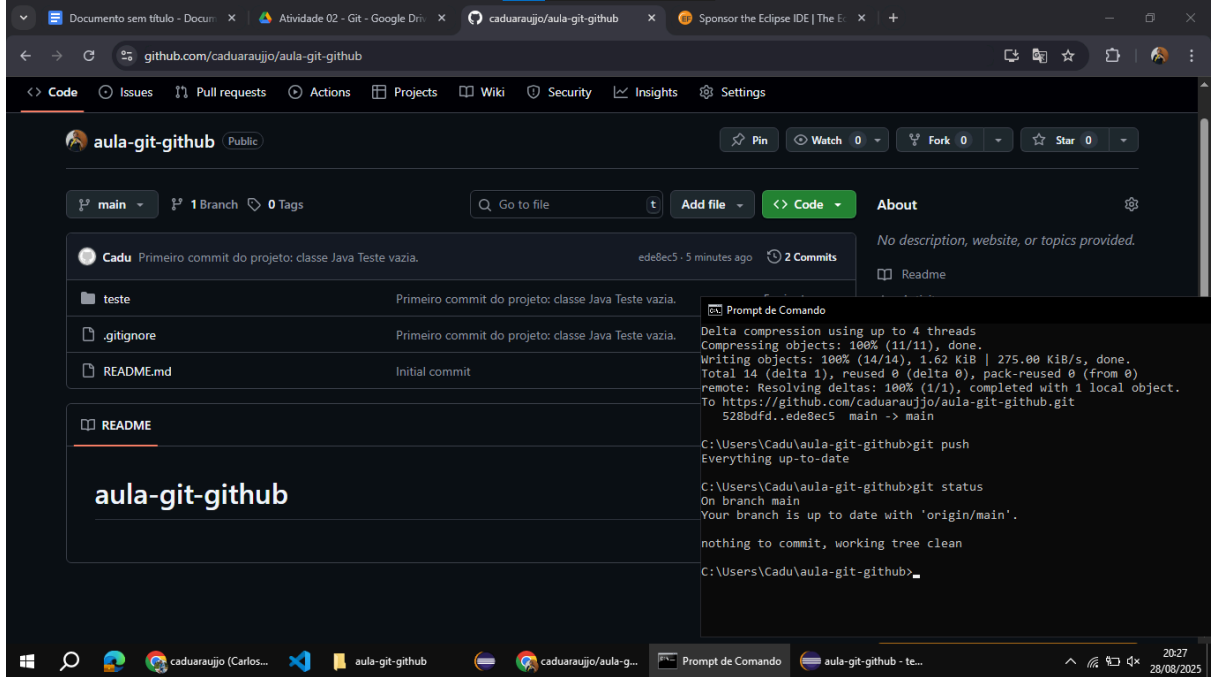 Documento sem título - Docum
Atividade 02 - Git - Google Driv
caduaraujjo/aula-git-github
Sponsor the Eclipse IDE | The Ec
github.com/caduaraujjo/aula-git-github
Code Issues Pull requests Actions Projects Wiki Security Insights Settings
aula-git-github Public
Pin Watch 0 Fork 0 Star 0
main 1 Branch 0 Tags
Go to file t Add file Code
About
No description, website, or topics provided.
Readme
Cadu Primeiro commit do projeto: classe Java Teste vazia. ede8ec5 · 5 minutes ago 2 Commits
teste Primeiro commit do projeto: classe Java Teste vazia.
.gitignore Primeiro commit do projeto: classe Java Teste vazia.
README.md Initial commit
README
aula-git-github
Prompt de Comando
Delta compression using up to 4 threads
Compressing objects: 100% (11/11), done.
Writing objects: 100% (14/14), 1.62 KiB | 275.00 KiB/s, done.
Total 14 (delta 1), reused 0 (delta 0), pack-reused 0 (from 0)
remote: Resolving deltas: 100% (1/1), completed with 1 local object.
To https://github.com/caduaraujjo/aula-git-github.git
528bdfd..ede8ec5 main -> main
C:\Users\Cadu\aula-git-github>git push
Everything up-to-date
C:\Users\Cadu\aula-git-github>git status
On branch main
Your branch is up to date with 'origin/main'.
nothing to commit, working tree clean
C:\Users\Cadu\aula-git-github>
caduaraujjo (Carlos...
aula-git-github
caduaraujjo/aula-g...
Prompt de Comando
aula-git-github - te...
20:27
28/08/2025